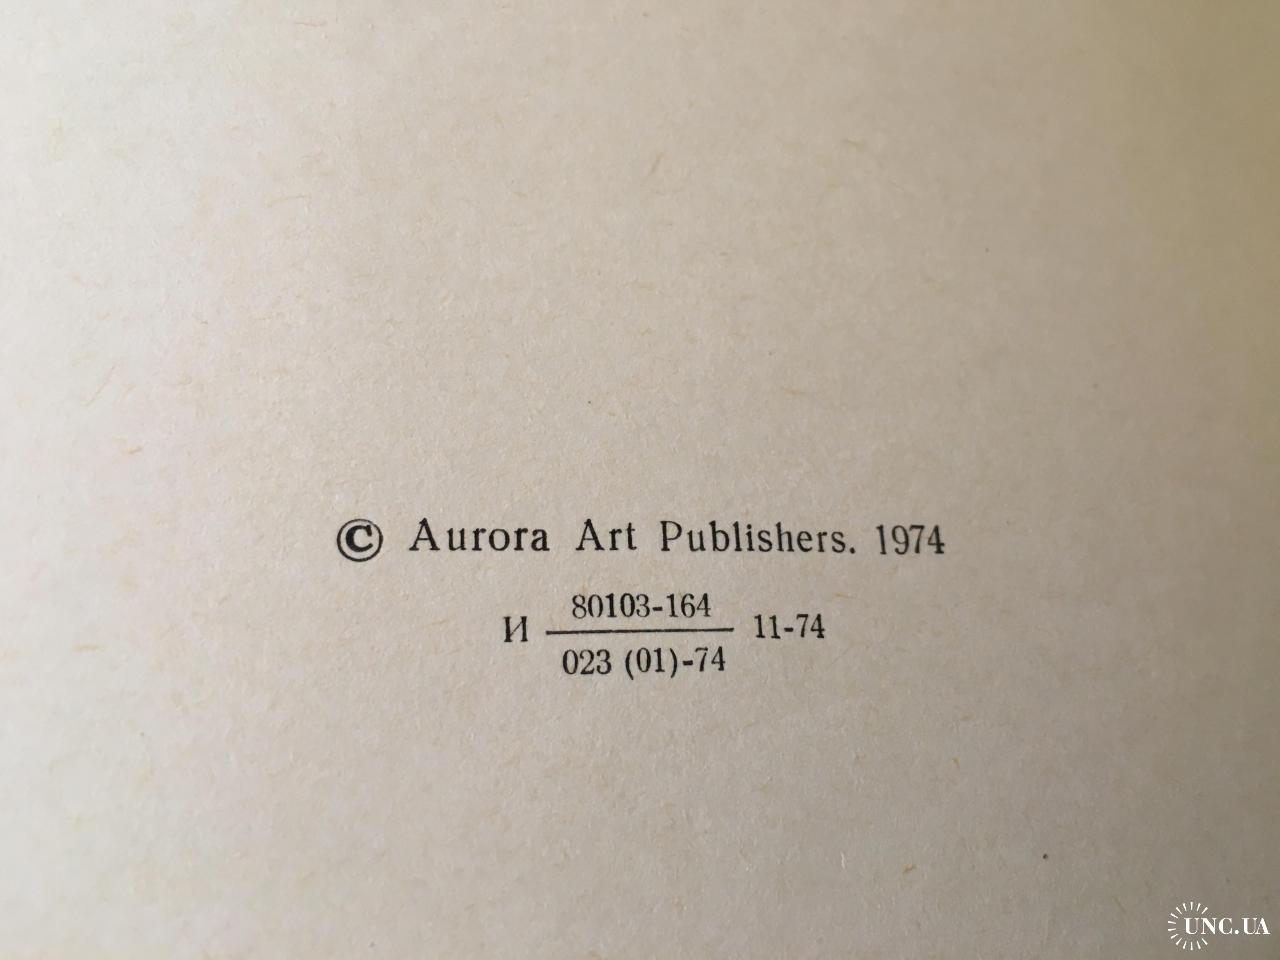 © Aurora Art Publishers. 1974
И 80103-164 11-74
023 (01)-74
UNC.UA